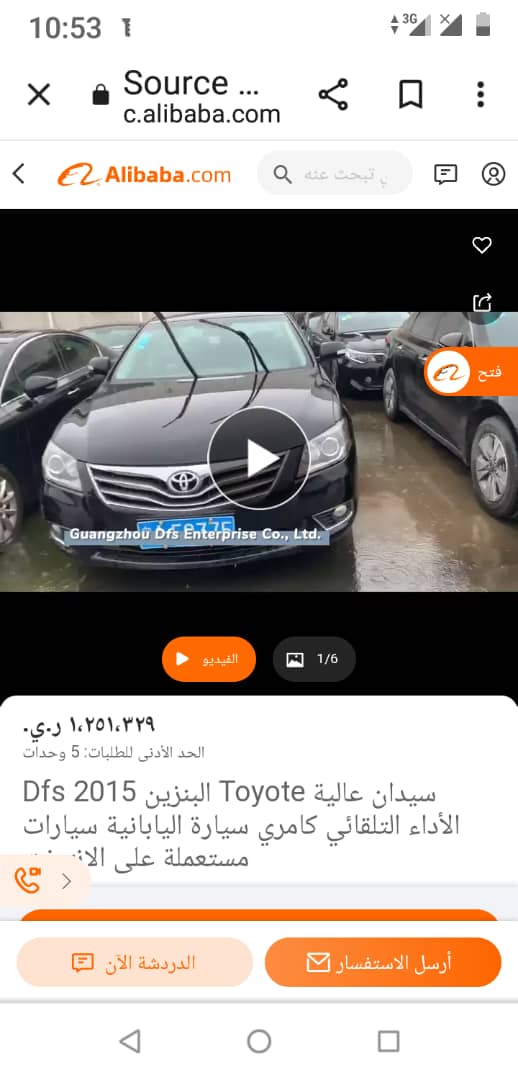 10:53
3G
Source ...
c.alibaba.com
Alibaba.com
ي تبحث عنه
فتح
Guangzhou Dfs Enterprise Co., Ltd.
الفيديو
1/6
١،٢٥١،٣٢٩ ر.ي.
الحد الأدنى للطلبات: 5 وحدات
سيدان عالية Toyote البنزين Dfs 2015
الأداء التلقائي كامري سيارة اليابانية سيارات
مستعملة على
الدردشة الآن
أرسل الاستفسار